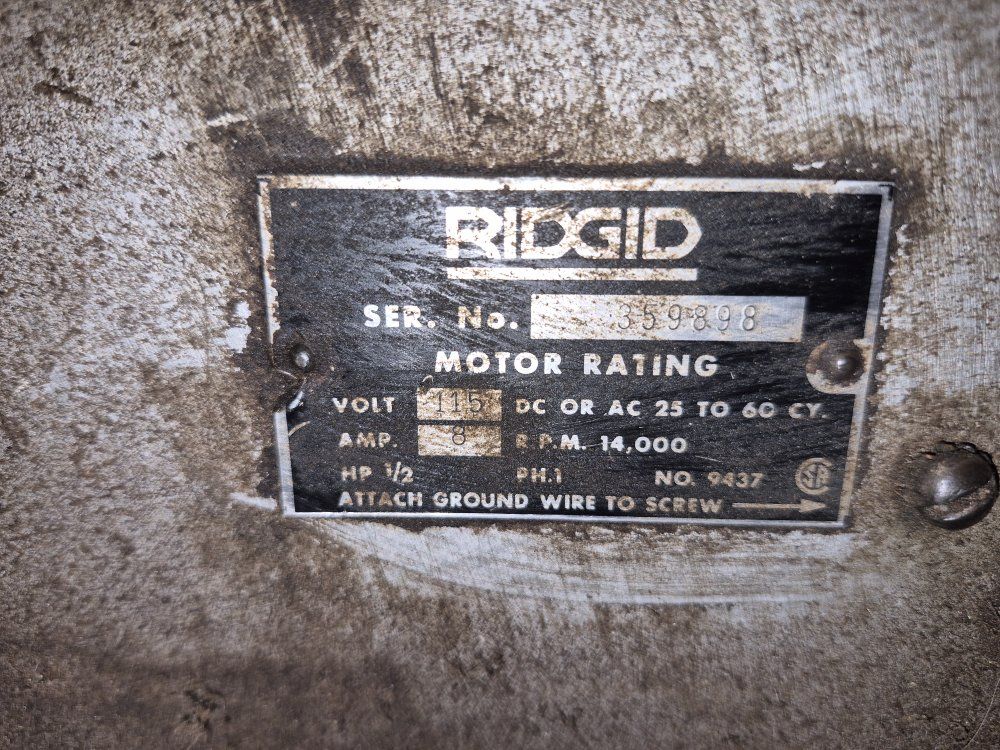 RIDGID
SER. No. 359898
MOTOR RATING
VOLT 115 DC OR AC 25 TO 60 CY.
AMP. 8 R.P.M. 14,000
HP 1/2 PH.1 NO. 9437 SA
ATTACH GROUND WIRE TO SCREW